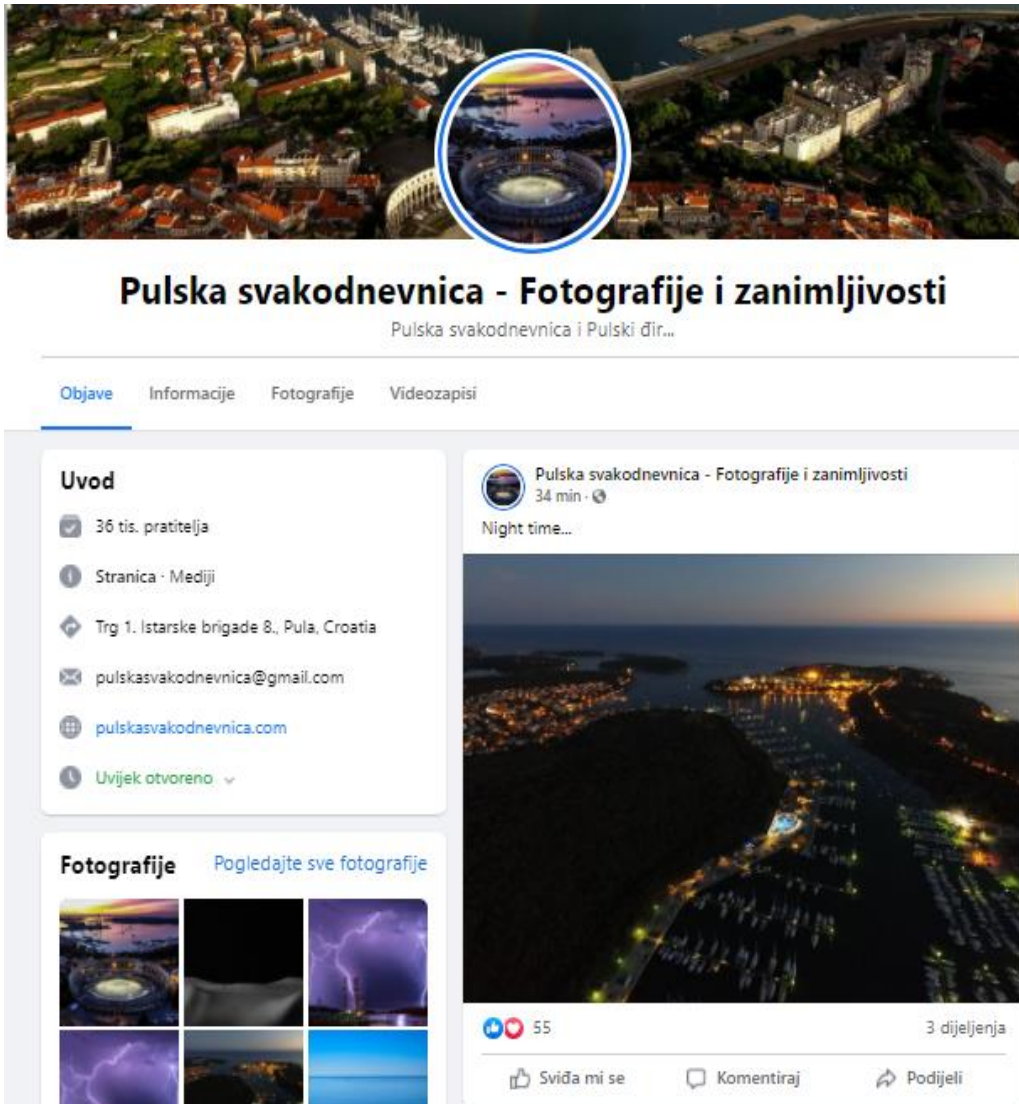 Pulska svakodnevnica - Fotografije i zanimljivosti
Pulska svakodnevnica i Pulski đir...
Objave Informacije Fotografije Videozapisi
Uvod
36 tis. pratitelja
Stranica · Mediji
Trg 1. Istarske brigade 8., Pula, Croatia
pulskasvakodnevnica@gmail.com
pulskasvakodnevnica.com
Uvijek otvoreno
Fotografije Pogledajte sve fotografije
Pulska svakodnevnica - Fotografije i zanimljivosti
34 min ·
Night time...
55 3 dijeljenja
Sviđa mi se Komentiraj Podijeli